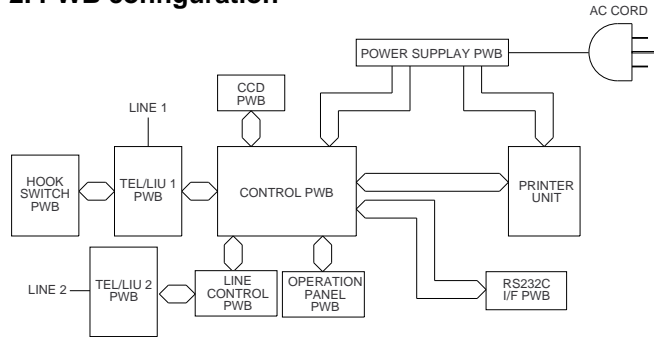 2. PWB configuration
AC CORD
POWER SUPPLAY PWB
CCD
PWB
LINE 1
HOOK
SWITCH
PWB
TEL/LIU 1
PWB
CONTROL PWB
PRINTER
UNIT
LINE 2
TEL/LIU 2
PWB
LINE
CONTROL
PWB
OPERATION
PANEL
PWB
RS232C
I/F PWB